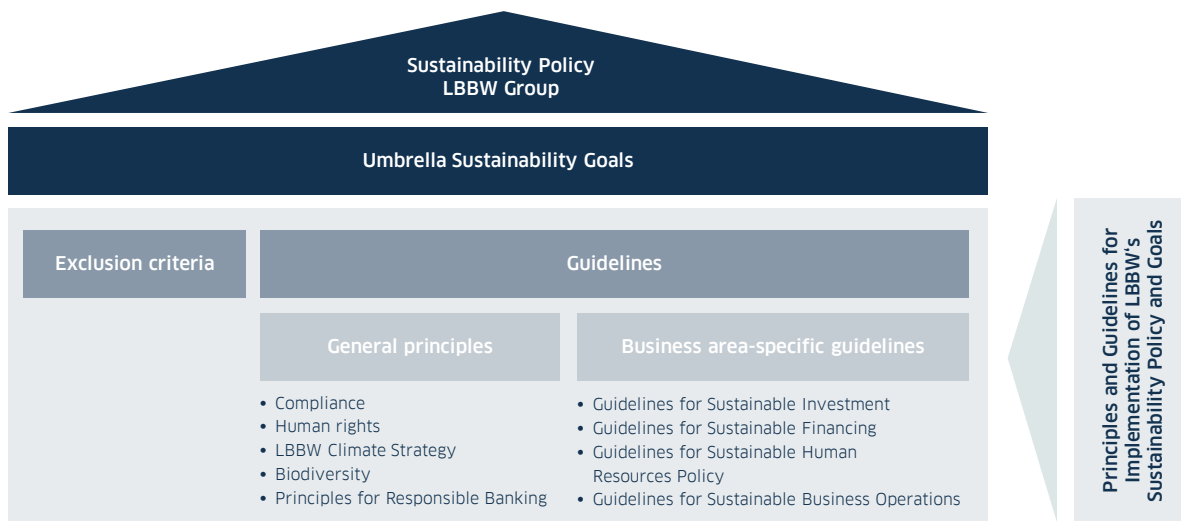 Sustainability Policy
LBBW Group
Umbrella Sustainability Goals
Exclusion criteria
Guidelines
General principles
• Compliance
• Human rights
• LBBW Climate Strategy
• Biodiversity
• Principles for Responsible Banking
Business area-specific guidelines
• Guidelines for Sustainable Investment
• Guidelines for Sustainable Financing
• Guidelines for Sustainable Human
Resources Policy
• Guidelines for Sustainable Business Operations
Principles and Guidelines for
Implementation of LBBW‘s
Sustainability Policy and Goals